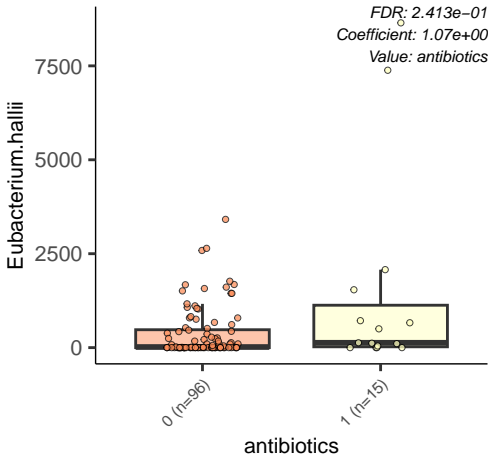 FDR: 2.413e−01
Coefficient: 1.07e+00
Value: antibiotics
Eubacterium.hallii
7500
5000
2500
0
0 (n=96)
1 (n=15)
antibiotics